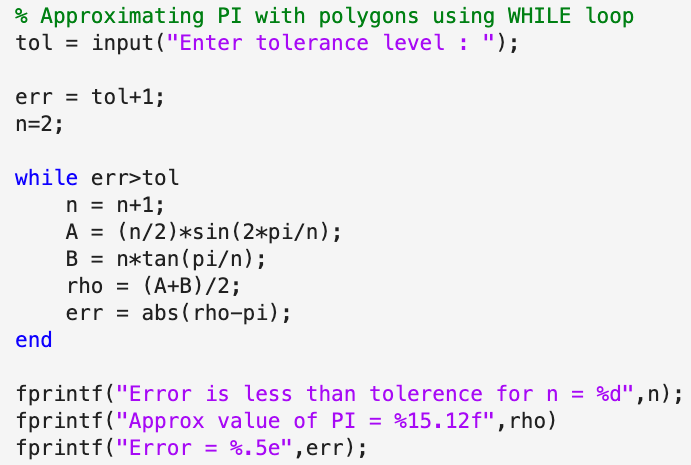 % Approximating PI with polygons using WHILE loop
tol = input("Enter tolerance level : ");
err = tol+1;
n=2;
while err>tol
n = n+1;
A = (n/2)*sin(2*pi/n);
B = n*tan(pi/n);
rho = (A+B)/2;
err = abs(rho-pi);
end
fprintf("Error is less than tolerence for n = %d",n);
fprintf("Approx value of PI = %15.12f",rho)
fprintf("Error = %.5e",err);